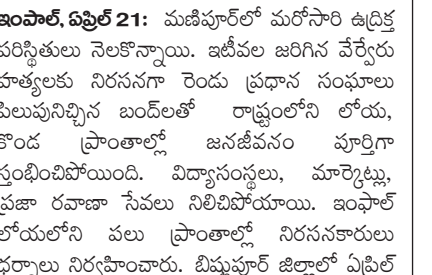 ఇంపాల్, ఏప్రిల్ 21: మణిపూర్‌లో మరోసారి ఉద్రిక్త
పరిస్థితులు నెలకొన్నాయి. ఇటీవల జరిగిన వేర్వేరు
హత్యలకు నిరసనగా రెండు ప్రధాన సంఘాలు
పిలుపునిచ్చిన బంద్‌లతో రాష్ట్రంలోని లోయ,
కొండ ప్రాంతాల్లో జనజీవనం పూర్తిగా
స్తంభించిపోయింది. విద్యాసంస్థలు, మార్కెట్లు,
ప్రజా రవాణా సేవలు నిలిచిపోయాయి. ఇంఫాల్
లోయలోని పలు ప్రాంతాల్లో నిరసనకారులు
ధర్నాలు నిర్వహించారు. బిష్ణుపూర్ జిల్లాలో ఏప్రిల్